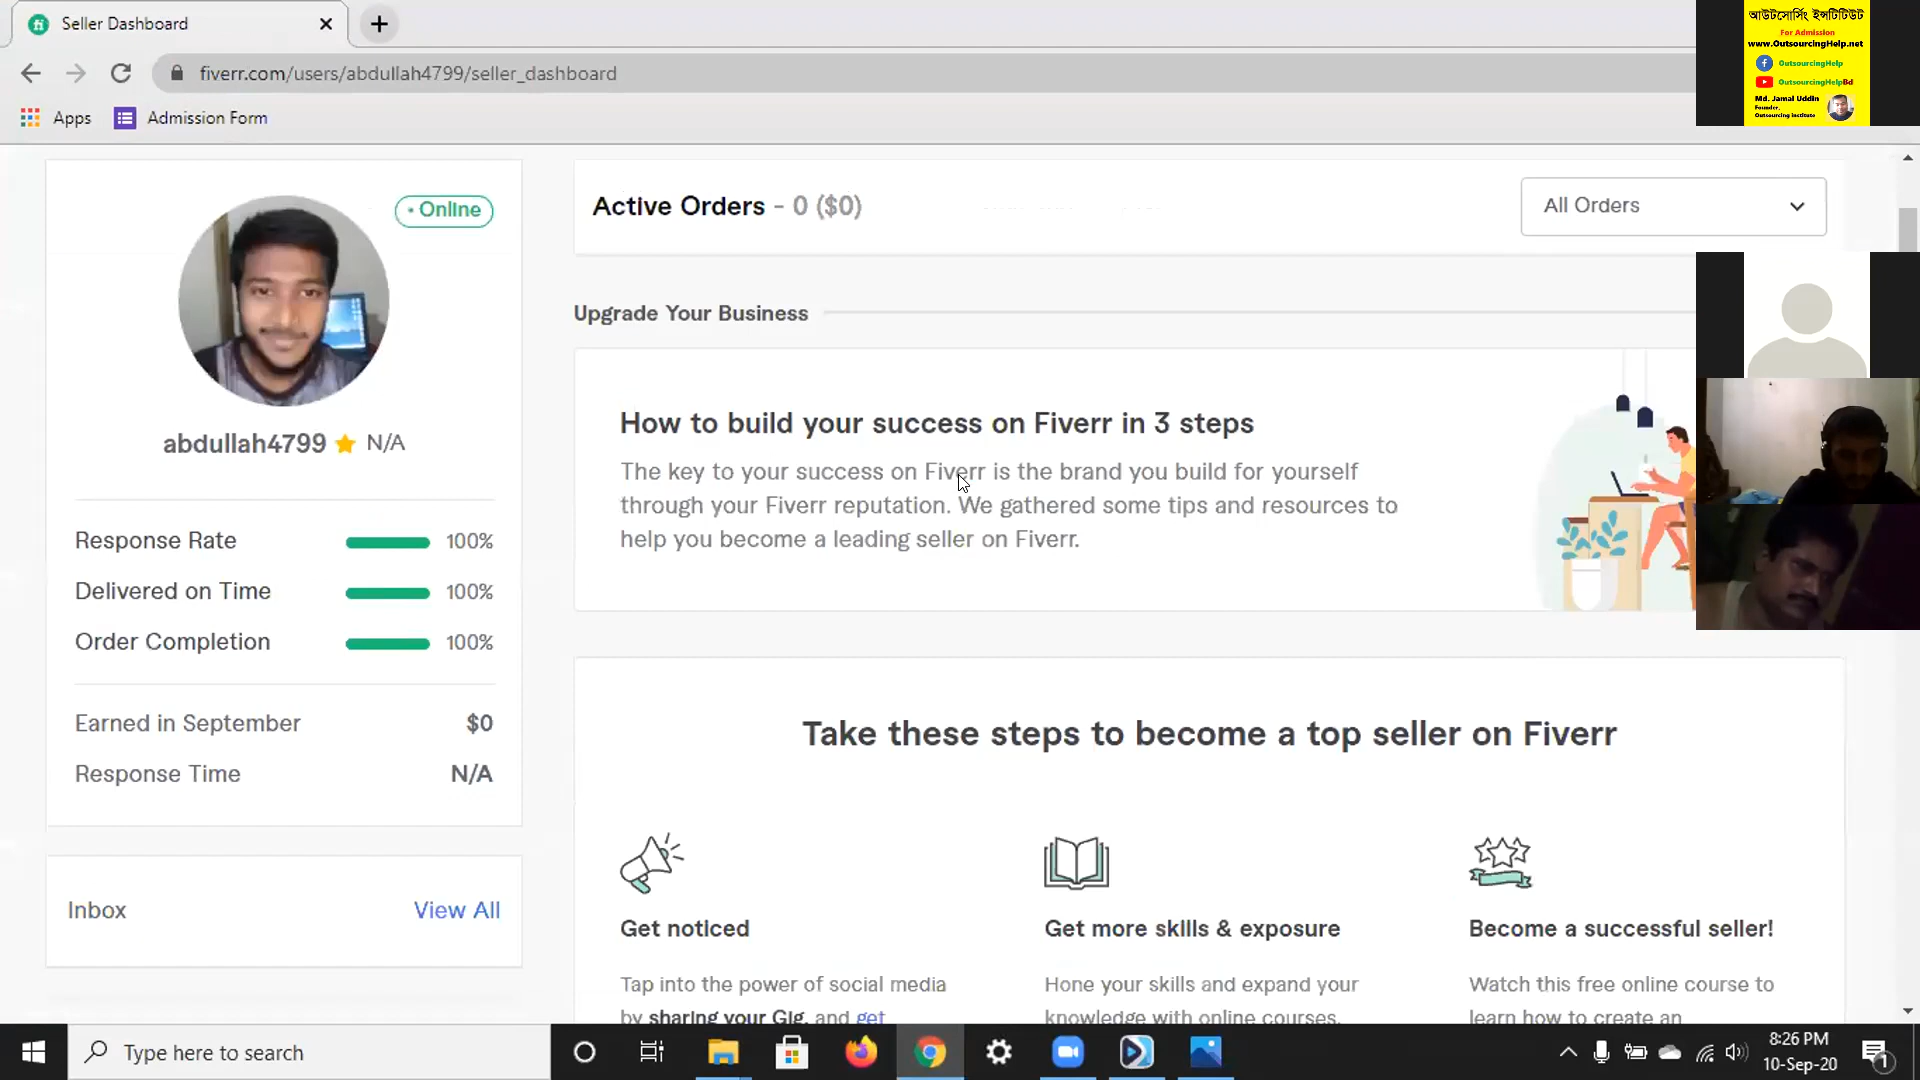 Seller Dashboard
fiverr.com/users/abdullah4799/seller_dashboard
Apps
Admission Form
আউটসোর্সিং ইন্সটিটিউট
For Admission
www.OutsourcingHelp.net
OutsourcingHelp
OutsourcingHelpBd
Md. Jamal Uddin
Founder,
Outsourcing Institute
Online
abdullah4799 N/A
Response Rate 100%
Delivered on Time 100%
Order Completion 100%
Earned in September $0
Response Time N/A
Inbox View All
Active Orders - 0 ($0)
All Orders
Upgrade Your Business
How to build your success on Fiverr in 3 steps
The key to your success on Fiverr is the brand you build for yourself
through your Fiverr reputation. We gathered some tips and resources to
help you become a leading seller on Fiverr.
Take these steps to become a top seller on Fiverr
Get noticed
Tap into the power of social media
by sharing your Gig, and get
Get more skills & exposure
Hone your skills and expand your
knowledge with online courses.
Become a successful seller!
Watch this free online course to
learn how to create an
Type here to search
8:26 PM
10-Sep-20
1